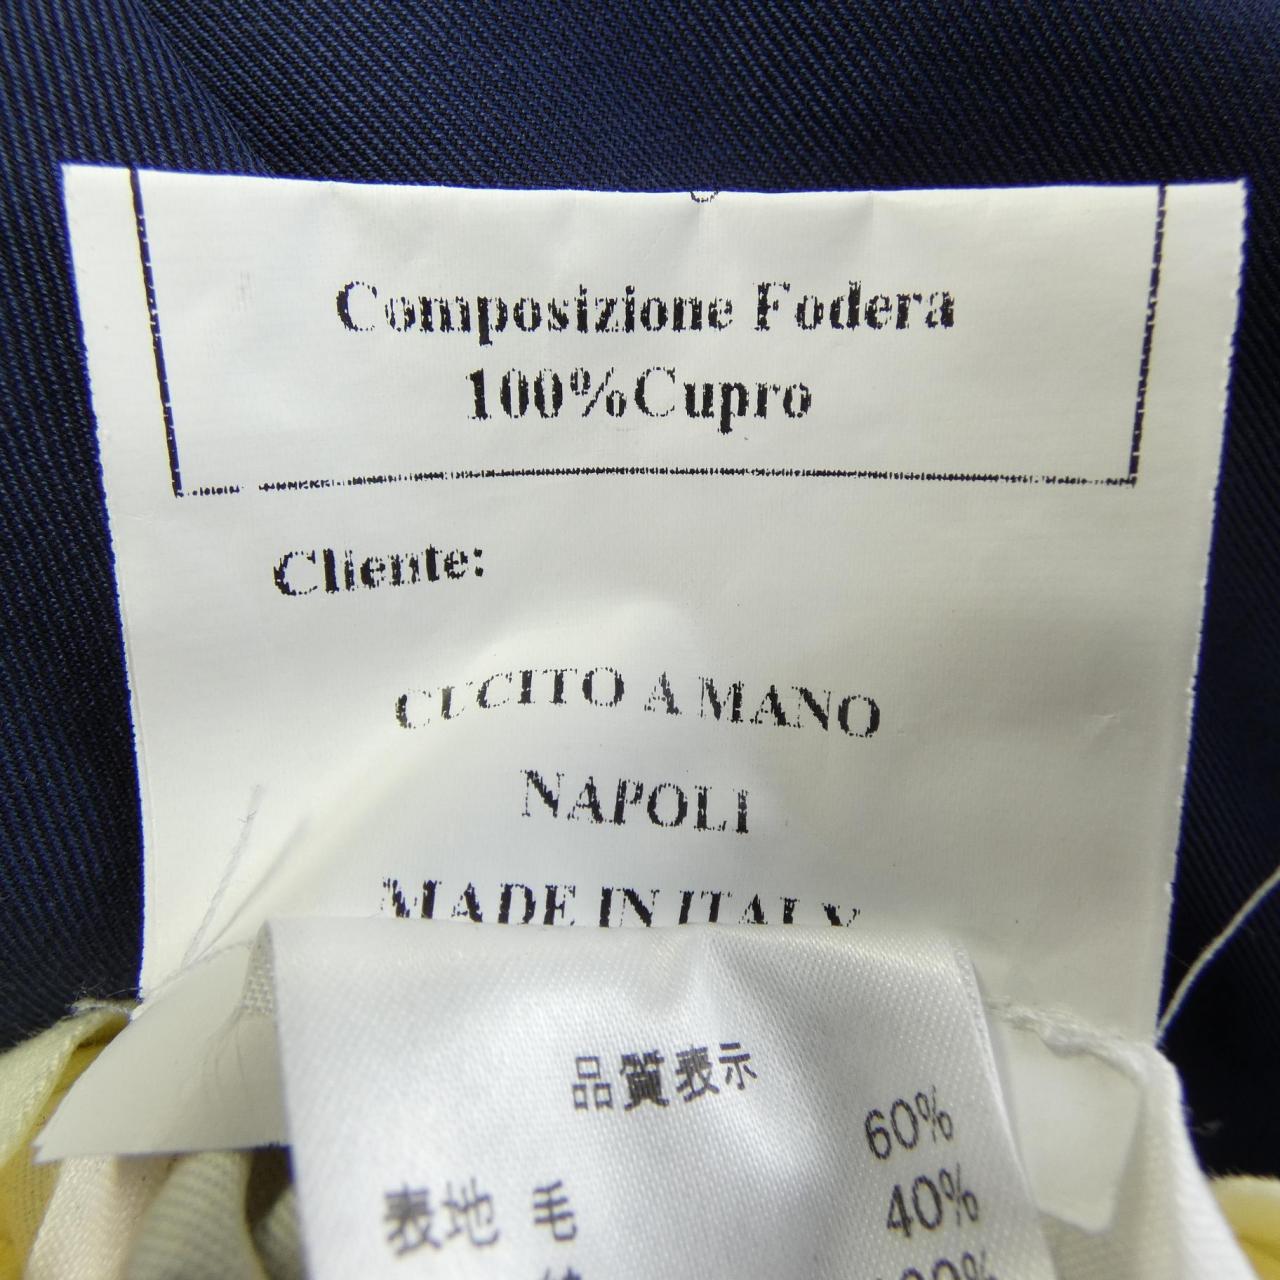 Composizione Fodera
100%Cupro
Cliente:
CUCITO A MANO
NAPOLI
MADE IN ITALY
品質表示
表地 毛 60%
40%